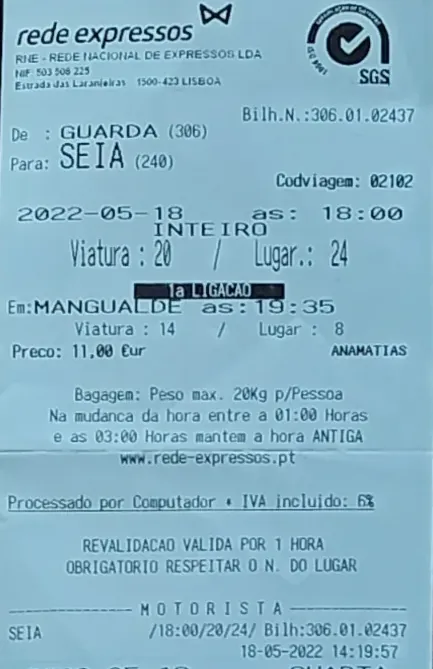 rede expressos
RNE - REDE NACIONAL DE EXPRESSOS LDA
NIF 503 506 225
Estrada das Laranjeiras 1500-423 LISBOA
SGS
Bilh.N.:306.01.02437
De : GUARDA (306)
Para: SEIA (240)
Codviagem: 02102
2022-05-18 as: 18:00
INTEIRO
Viatura : 20 / Lugar.: 24
1a LIGACAO
Em:MANGUALDE as:19:35
Viatura : 14 / Lugar : 8
Preco: 11,00 Eur ANAMATIAS
Bagagem: Peso max. 20Kg p/Pessoa
Na mudanca da hora entre a 01:00 Horas
e as 03:00 Horas mantem a hora ANTIGA
www.rede-expressos.pt
Processado por Computador * IVA incluido: 6%
REVALIDACAO VALIDA POR 1 HORA
OBRIGATORIO RESPEITAR O N. DO LUGAR
------------- M O T O R I S T A -------------
SEIA /18:00/20/24/ Bilh:306.01.02437
18-05-2022 14:19:57